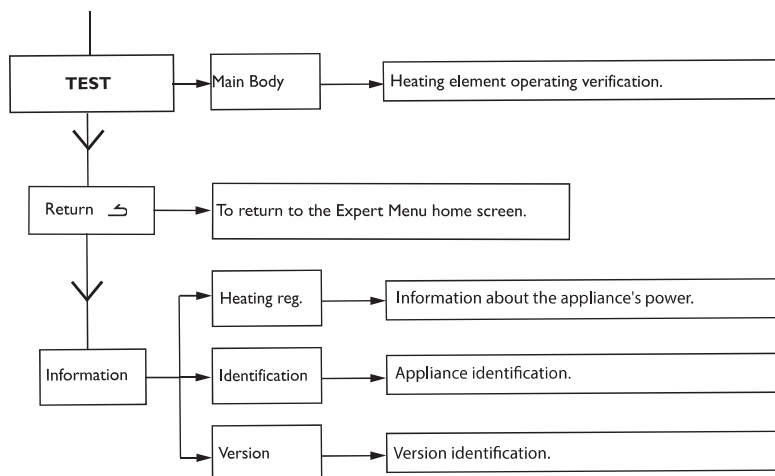 TEST
Main Body
Heating element operating verification.
Return
To return to the Expert Menu home screen.
Heating reg.
Information about the appliance's power.
Information
Identification
Appliance identification.
Version
Version identification.